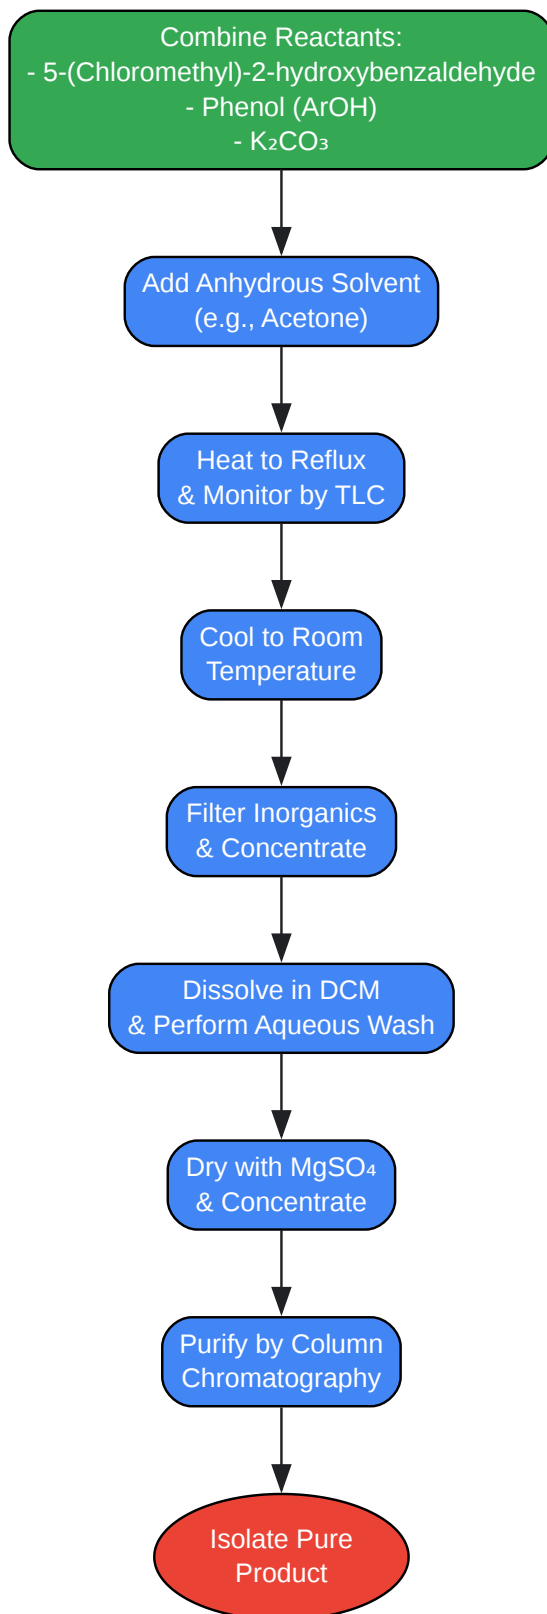 Combine Reactants:
- 5-(Chloromethyl)-2-hydroxybenzaldehyde
- Phenol (ArOH)
- K₂CO₃
Add Anhydrous Solvent
(e.g., Acetone)
Heat to Reflux
& Monitor by TLC
Cool to Room
Temperature
Filter Inorganics
& Concentrate
Dissolve in DCM
& Perform Aqueous Wash
Dry with MgSO₄
& Concentrate
Purify by Column
Chromatography
Isolate Pure
Product